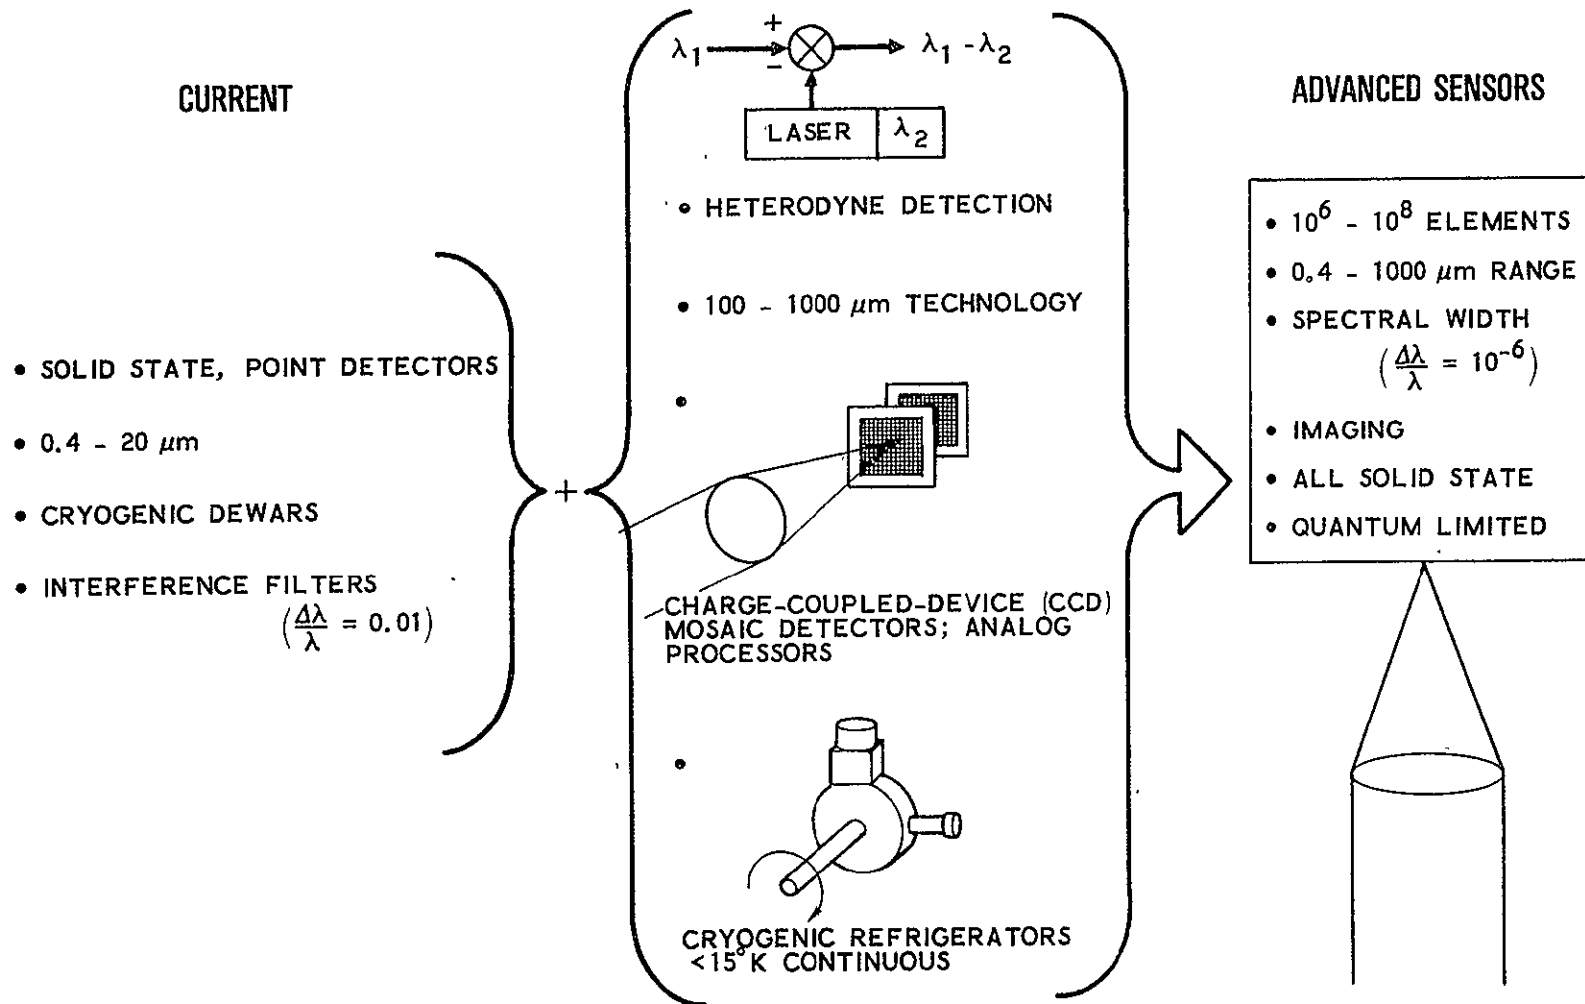 CURRENT
• SOLID STATE, POINT DETECTORS
• 0.4 - 20 μm
• CRYOGENIC DEWARS
• INTERFERENCE FILTERS
(Δλ/λ = 0.01)
+
λ1 + - λ1 - λ2
LASER λ2
• HETERODYNE DETECTION
• 100 - 1000 μm TECHNOLOGY
•
CHARGE-COUPLED-DEVICE (CCD)
MOSAIC DETECTORS; ANALOG
PROCESSORS
•
CRYOGENIC REFRIGERATORS
<15°K CONTINUOUS
ADVANCED SENSORS
• 10^6 - 10^8 ELEMENTS
• 0.4 - 1000 μm RANGE
• SPECTRAL WIDTH
(Δλ/λ = 10^-6)
• IMAGING
• ALL SOLID STATE
• QUANTUM LIMITED